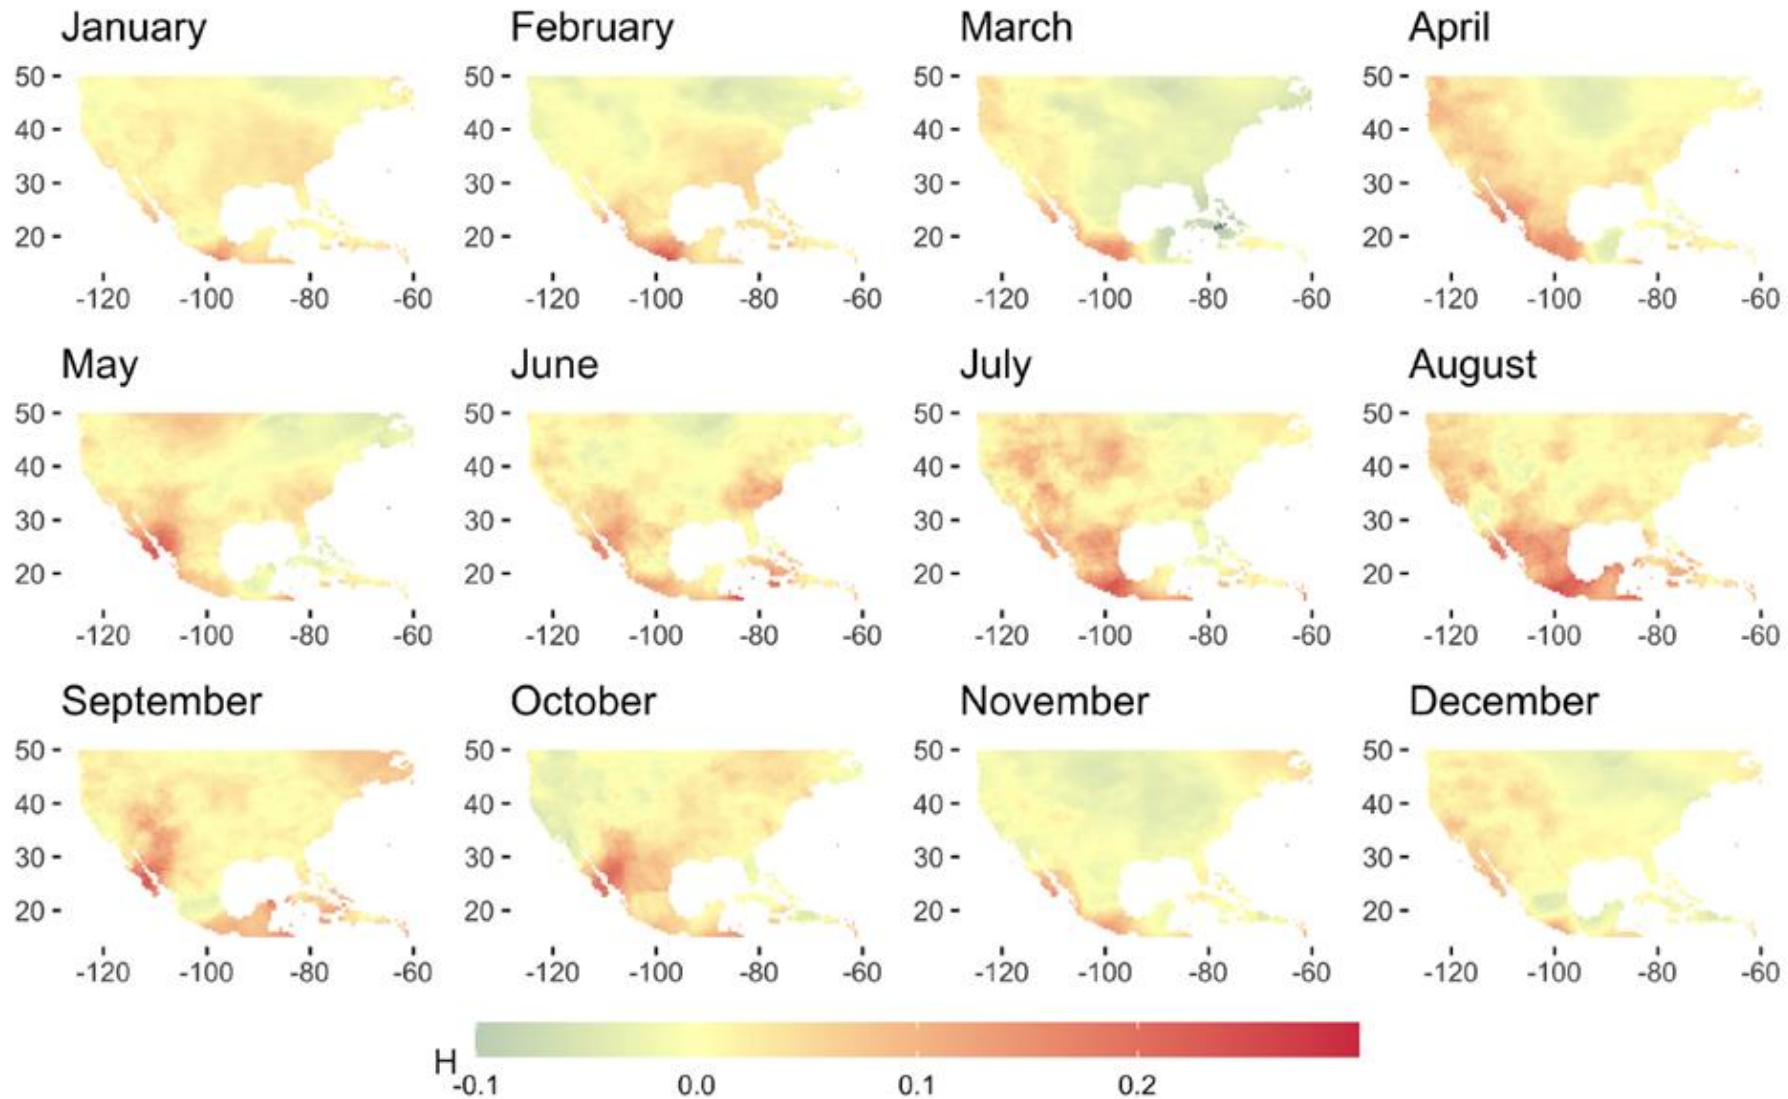 January February March April
50 50 50 50
40 40 40 40
30 30 30 30
20 20 20 20
-120 -100 -80 -60 -120 -100 -80 -60 -120 -100 -80 -60 -120 -100 -80 -60
May June July August
50 50 50 50
40 40 40 40
30 30 30 30
20 20 20 20
-120 -100 -80 -60 -120 -100 -80 -60 -120 -100 -80 -60 -120 -100 -80 -60
September October November December
50 50 50 50
40 40 40 40
30 30 30 30
20 20 20 20
-120 -100 -80 -60 -120 -100 -80 -60 -120 -100 -80 -60 -120 -100 -80 -60
H
-0.1 0.0 0.1 0.2